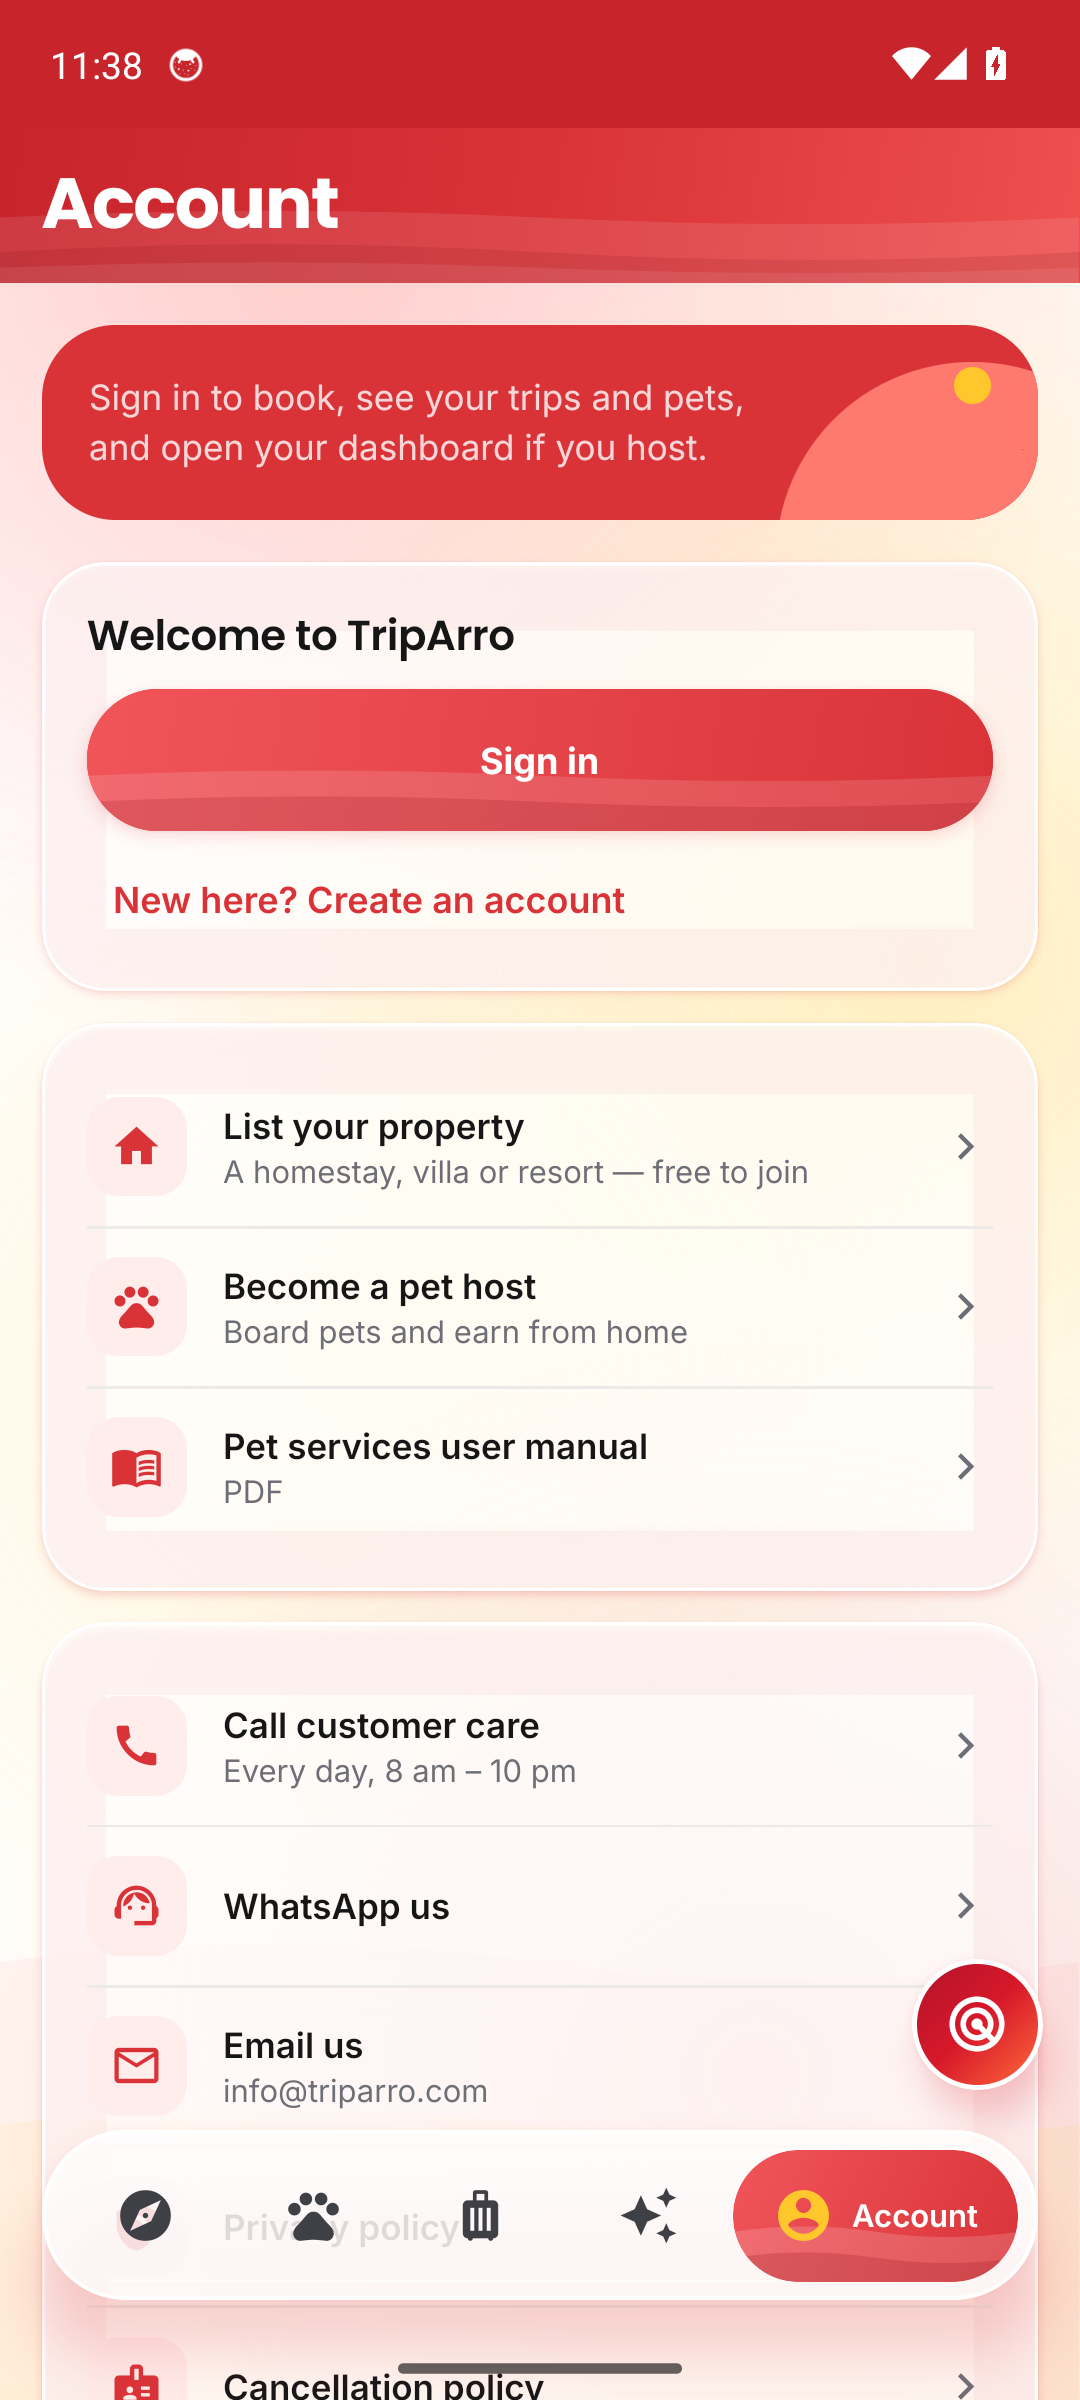 11:38
Account
Sign in to book, see your trips and pets,
and open your dashboard if you host.
Welcome to TripArro
Sign in
New here? Create an account
List your property
A homestay, villa or resort — free to join
Become a pet host
Board pets and earn from home
Pet services user manual
PDF
Call customer care
Every day, 8 am – 10 pm
WhatsApp us
Email us
info@triparro.com
Privacy policy
Account
Cancellation policy